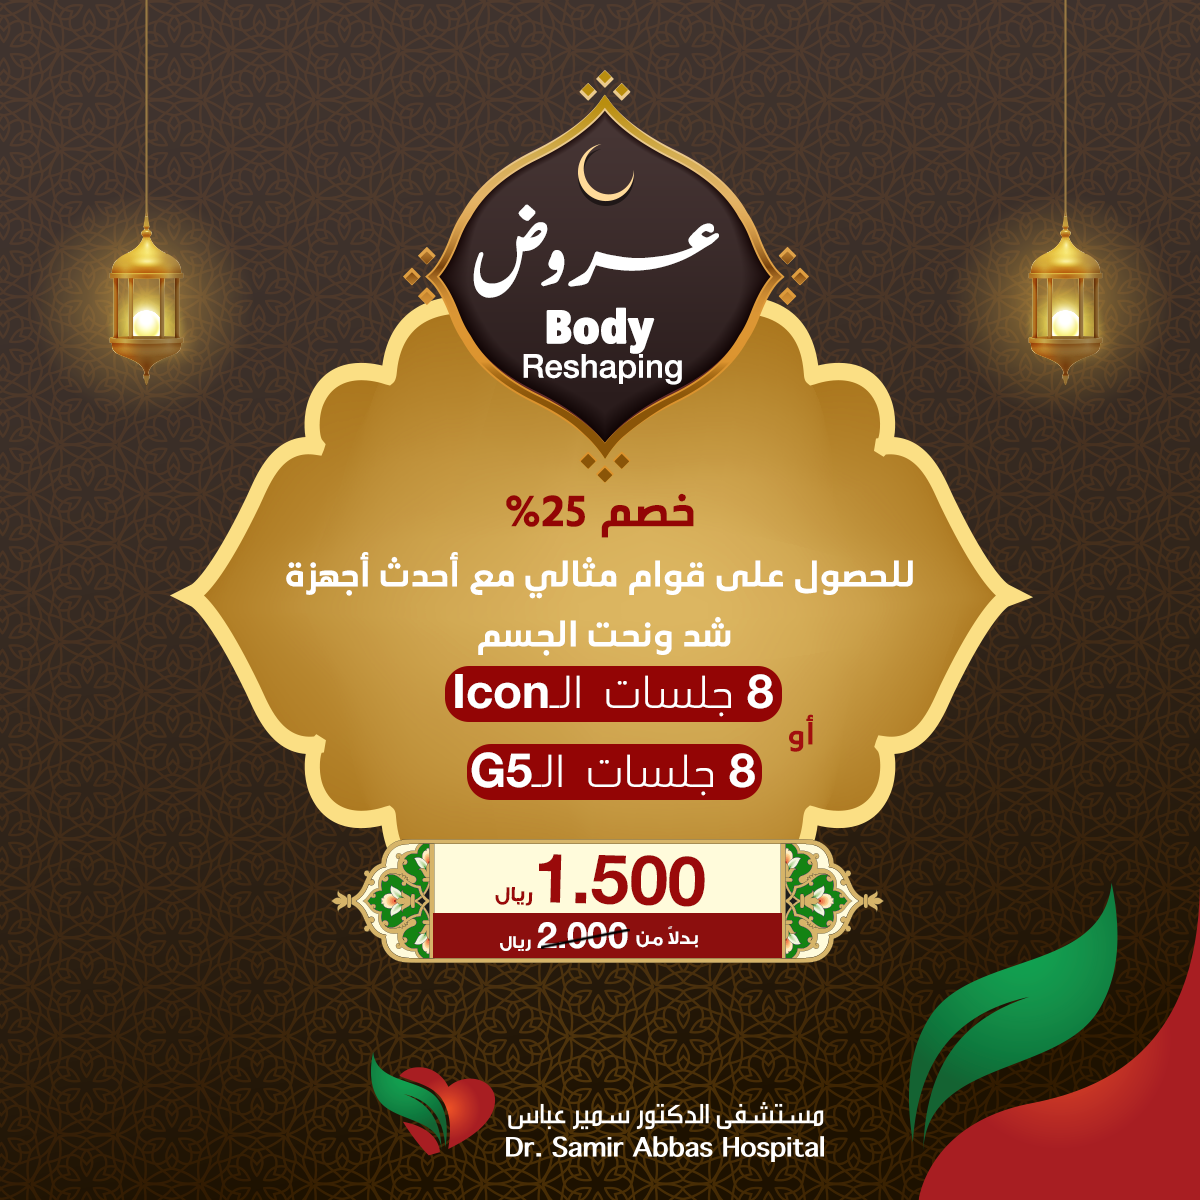 عروض
Body
Reshaping
خصم 25%
للحصول على قوام مثالي مع أحدث أجهزة
شد ونحت الجسم
8 جلسات الـIcon
أو
8 جلسات الـG5
1.500 ريال
بدلاً من 2.000 ريال
مستشفى الدكتور سمير عباس
Dr. Samir Abbas Hospital